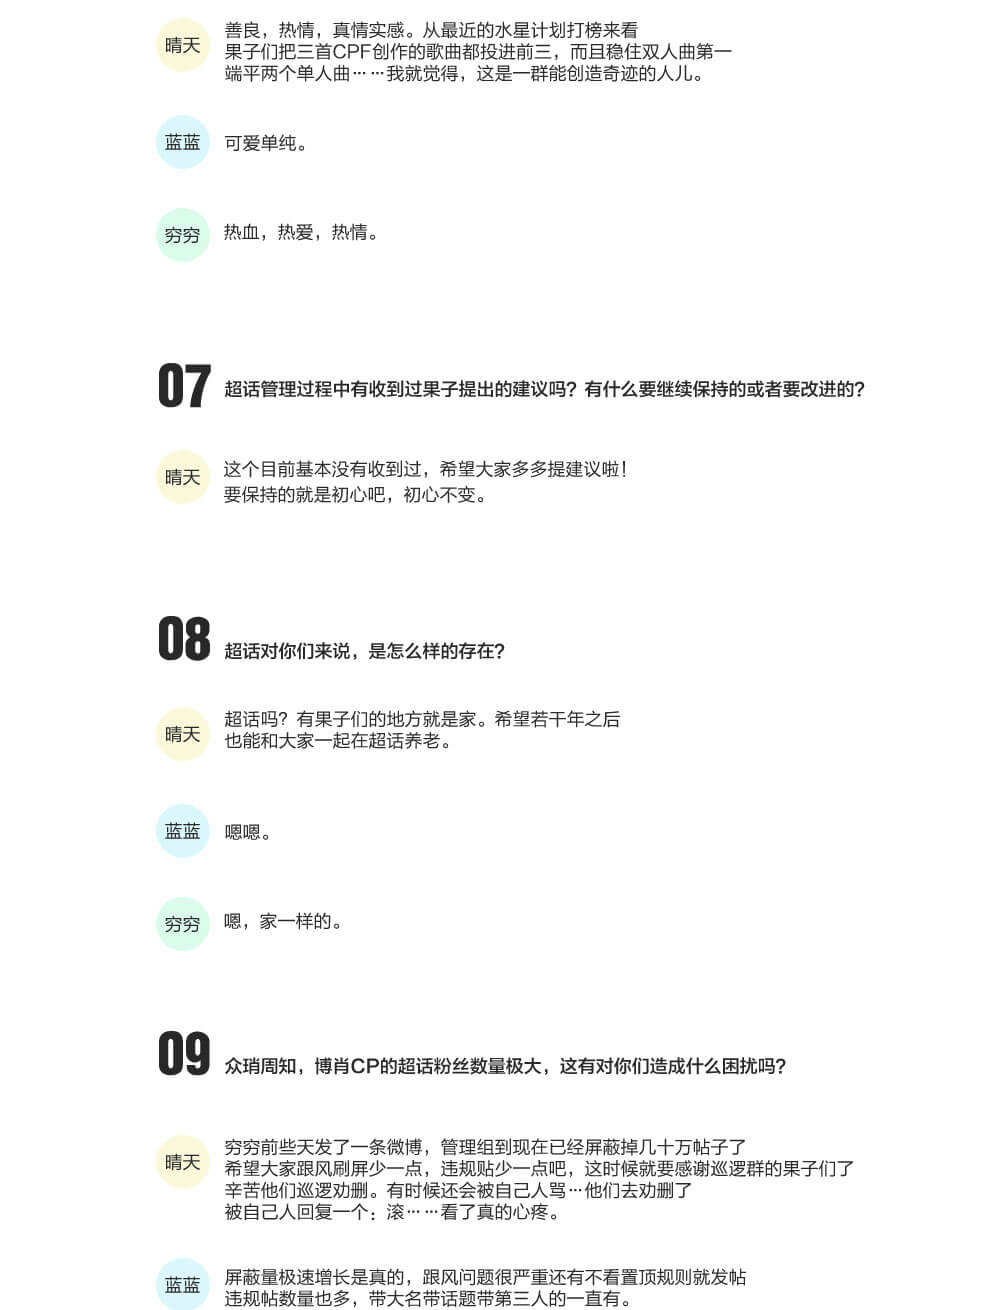 晴天
善良，热情，真情实感。从最近的水星计划打榜来看
果子们把三首CPF创作的歌曲都投进前三，而且稳住双人曲第一
端平两个单人曲……我就觉得，这是一群能创造奇迹的人儿。
蓝蓝
可爱单纯。
穷穷
热血，热爱，热情。
07
超话管理过程中有收到过果子提出的建议吗？有什么要继续保持的或者要改进的？
晴天
这个目前基本没有收到过，希望大家多多提建议啦！
要保持的就是初心吧，初心不变。
08
超话对你们来说，是怎么样的存在？
晴天
超话吗？有果子们的地方就是家。希望若干年之后
也能和大家一起在超话养老。
蓝蓝
嗯嗯。
穷穷
嗯，家一样的。
09
众琑周知，博肖CP的超话粉丝数量极大，这有对你们造成什么困扰吗？
晴天
穷穷前些天发了一条微博，管理组到现在已经屏蔽掉几十万帖子了
希望大家跟风刷屏少一点，违规贴少一点吧，这时候就要感谢巡逻群的果子们了
辛苦他们巡逻劝删。有时候还会被自己人骂…他们去劝删了
被自己人回复一个：滚……看了真的心疼。
蓝蓝
屏蔽量极速增长是真的，跟风问题很严重还有不看置顶规则就发帖
违规帖数量也多，带大名带话题带第三人的一直有。